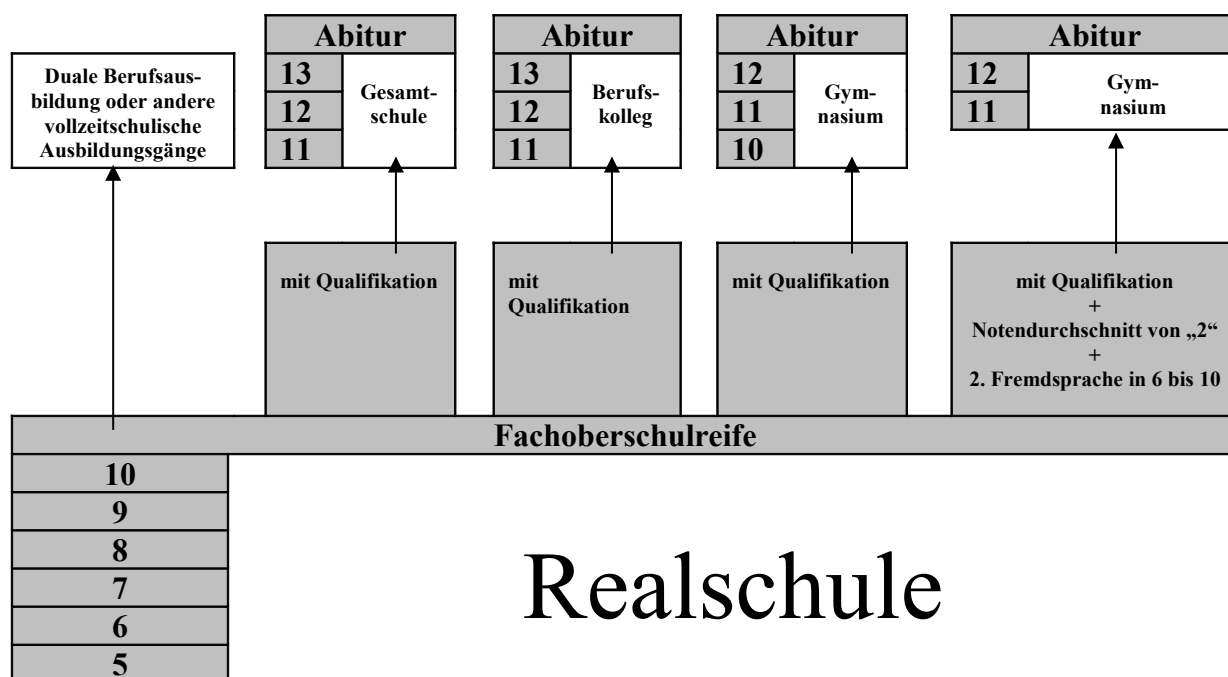 Duale Berufsaus-
bildung oder andere
vollzeitschulische
Ausbildungsgänge
Abitur
13
12
11
Gesamt-
schule
Abitur
13
12
11
Berufs-
kolleg
Abitur
12
11
10
Gym-
nasium
Abitur
12
11
Gym-
nasium
mit Qualifikation
mit
Qualifikation
mit Qualifikation
mit Qualifikation
+
Notendurchschnitt von „2“
+
2. Fremdsprache in 6 bis 10
Fachoberschulreife
10
9
8
7
6
5
Realschule